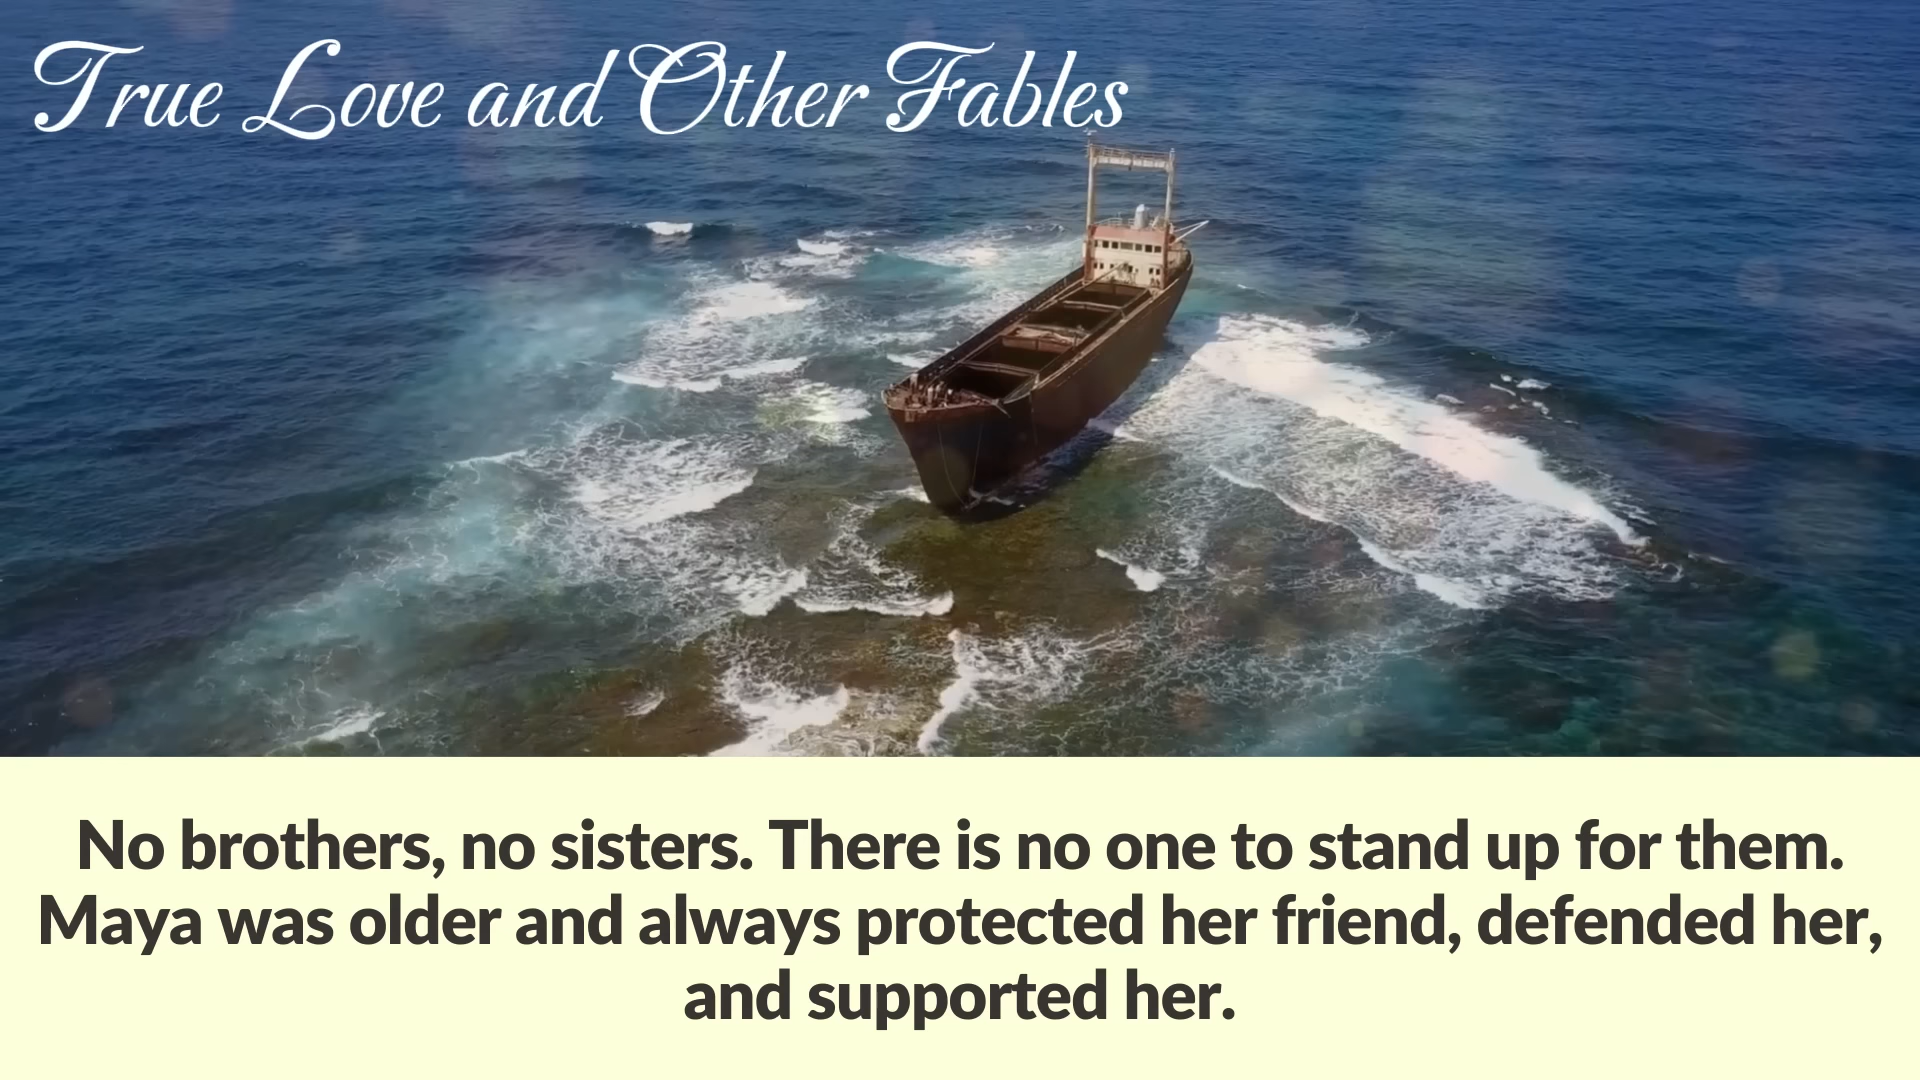 True Love and Other Fables
No brothers, no sisters. There is no one to stand up for them.
Maya was older and always protected her friend, defended her,
and supported her.